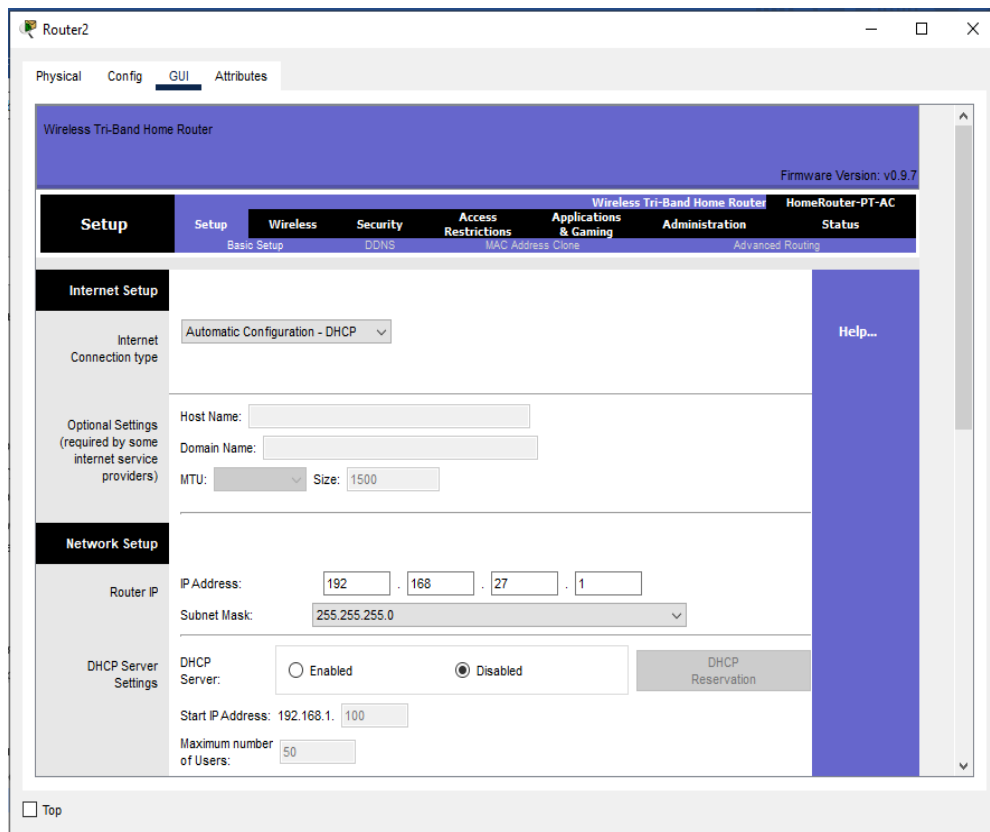 Router2
Physical Config GUI Attributes
Wireless Tri-Band Home Router
Firmware Version: v0.9.7
Wireless Tri-Band Home Router HomeRouter-PT-AC
Setup Setup Wireless Security Access Restrictions Applications & Gaming Administration Status
Basic Setup DDNS MAC Address Clone Advanced Routing
Internet Setup
Internet
Connection type
Automatic Configuration - DHCP
Help...
Optional Settings
(required by some
internet service
providers)
Host Name:
Domain Name:
MTU: Size: 1500
Network Setup
Router IP
IP Address: 192 . 168 . 27 . 1
Subnet Mask: 255.255.255.0
DHCP Server
Settings
DHCP
Server:
Enabled Disabled
DHCP
Reservation
Start IP Address: 192.168.1. 100
Maximum number
of Users:
50
Top